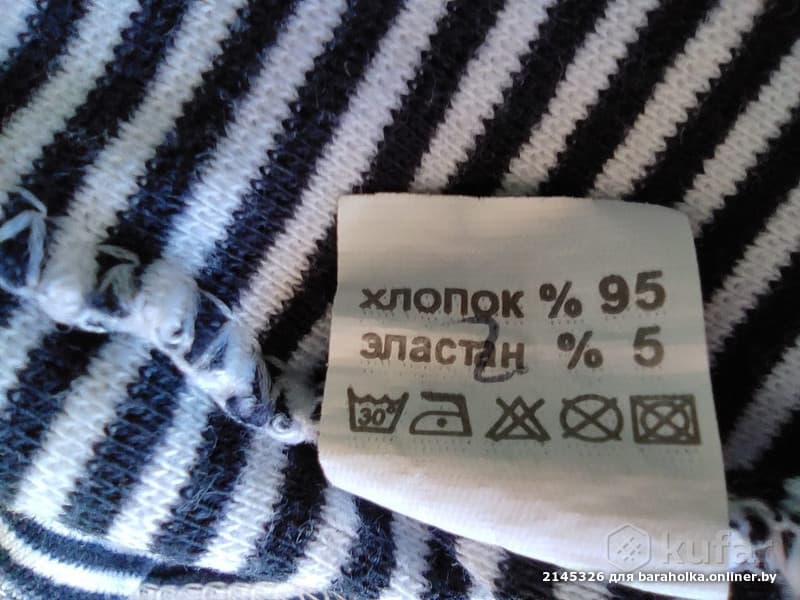 хлопок % 95
эластан % 5
2
30°
kufar
2145326 для baraholka.onliner.by